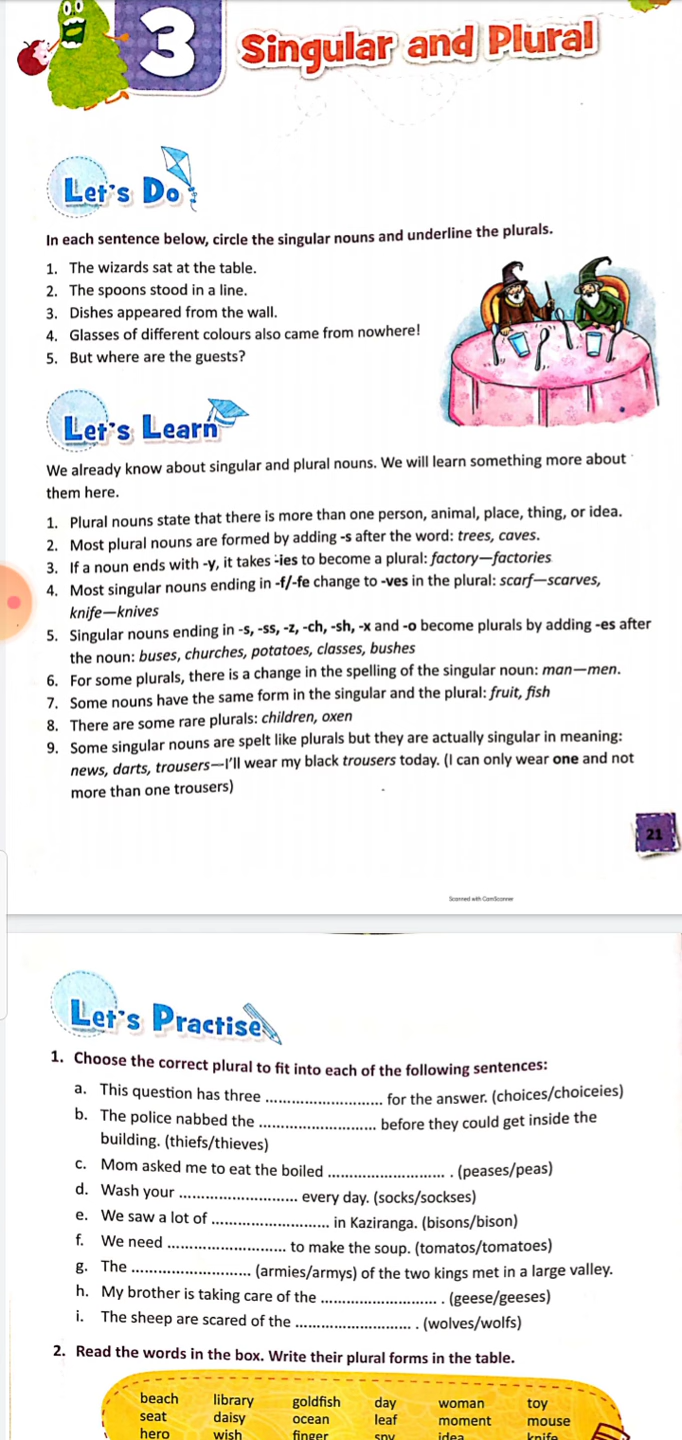 3 Singular and Plural
Let's Do
In each sentence below, circle the singular nouns and underline the plurals.
1. The wizards sat at the table.
2. The spoons stood in a line.
3. Dishes appeared from the wall.
4. Glasses of different colours also came from nowhere!
5. But where are the guests?
Let's Learn
We already know about singular and plural nouns. We will learn something more about
them here.
1. Plural nouns state that there is more than one person, animal, place, thing, or idea.
2. Most plural nouns are formed by adding -s after the word: trees, caves.
3. If a noun ends with -y, it takes -ies to become a plural: factory—factories
4. Most singular nouns ending in -f/-fe change to -ves in the plural: scarf—scarves,
knife—knives
5. Singular nouns ending in -s, -ss, -z, -ch, -sh, -x and -o become plurals by adding -es after
the noun: buses, churches, potatoes, classes, bushes
6. For some plurals, there is a change in the spelling of the singular noun: man—men.
7. Some nouns have the same form in the singular and the plural: fruit, fish
8. There are some rare plurals: children, oxen
9. Some singular nouns are spelt like plurals but they are actually singular in meaning:
news, darts, trousers—I'll wear my black trousers today. (I can only wear one and not
more than one trousers)
21
Scanned with CamScanner
Let's Practise
1. Choose the correct plural to fit into each of the following sentences:
a. This question has three .......................... for the answer. (choices/choiceies)
b. The police nabbed the .......................... before they could get inside the
building. (thiefs/thieves)
c. Mom asked me to eat the boiled .......................... . (peases/peas)
d. Wash your .......................... every day. (socks/sockses)
e. We saw a lot of .......................... in Kaziranga. (bisons/bison)
f. We need .......................... to make the soup. (tomatos/tomatoes)
g. The .......................... (armies/armys) of the two kings met in a large valley.
h. My brother is taking care of the .......................... . (geese/geeses)
i. The sheep are scared of the .......................... . (wolves/wolfs)
2. Read the words in the box. Write their plural forms in the table.
beach library goldfish day woman toy
seat daisy ocean leaf moment mouse
hero wish finger spy idea knife